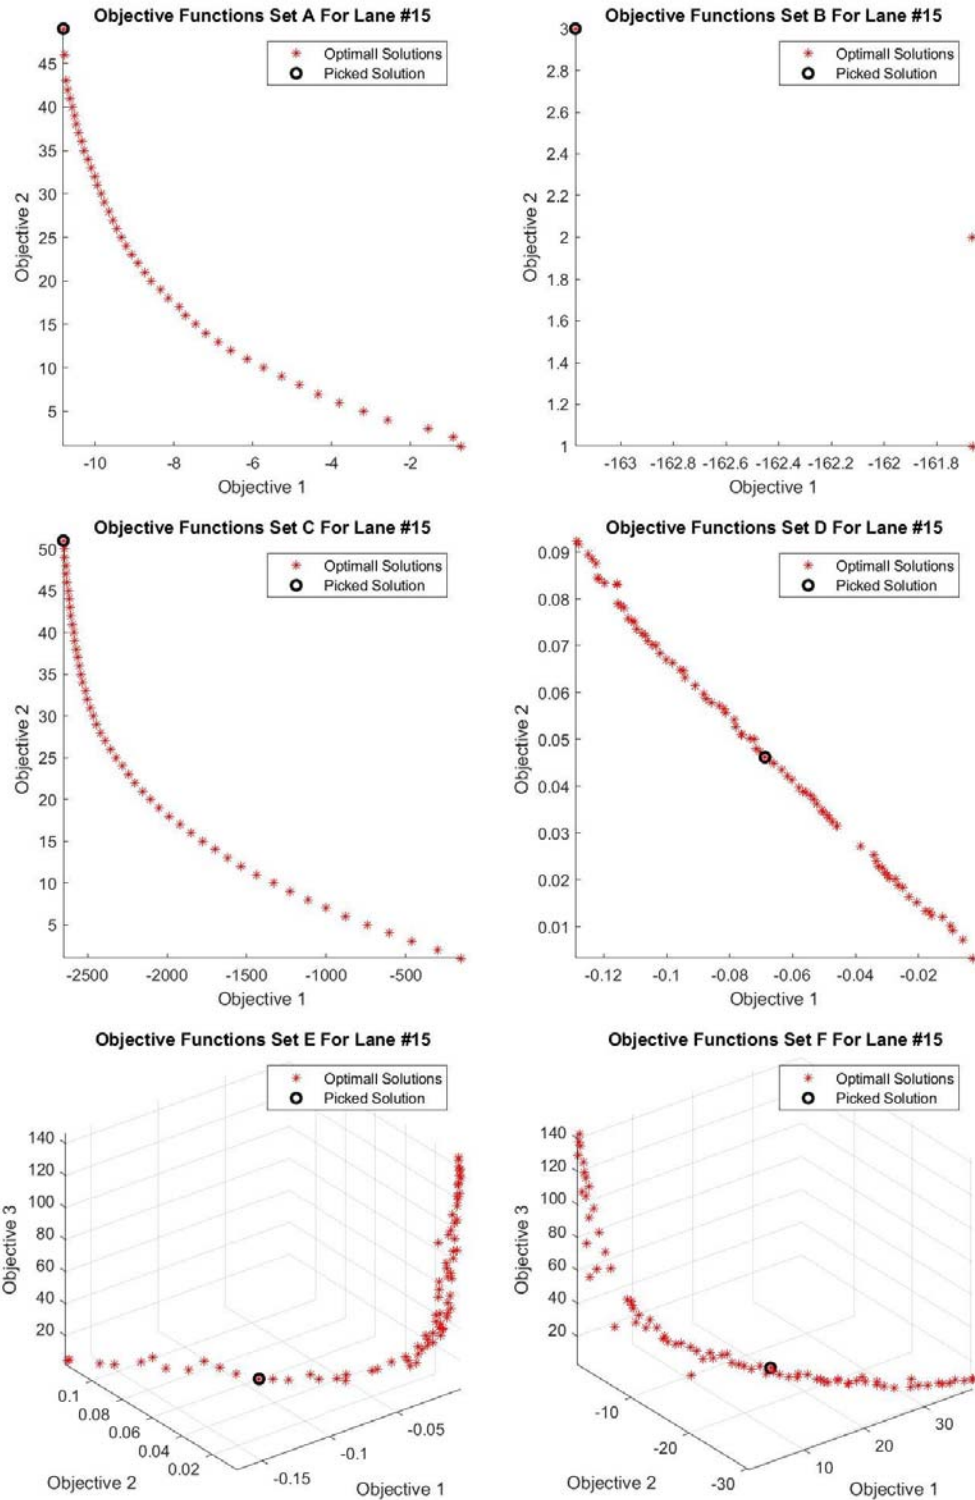 Objective Functions Set A For Lane #15
Optimall Solutions
Picked Solution
45
40
35
30
25
20
15
10
5
Objective 2
-10 -8 -6 -4 -2
Objective 1
Objective Functions Set B For Lane #15
Optimall Solutions
Picked Solution
3
2.8
2.6
2.4
2.2
2
1.8
1.6
1.4
1.2
1
Objective 2
-163 -162.8 -162.6 -162.4 -162.2 -162 -161.8
Objective 1
Objective Functions Set C For Lane #15
Optimall Solutions
Picked Solution
50
45
40
35
30
25
20
15
10
5
Objective 2
-2500 -2000 -1500 -1000 -500
Objective 1
Objective Functions Set D For Lane #15
Optimall Solutions
Picked Solution
0.09
0.08
0.07
0.06
0.05
0.04
0.03
0.02
0.01
Objective 2
-0.12 -0.1 -0.08 -0.06 -0.04 -0.02
Objective 1
Objective Functions Set E For Lane #15
Optimall Solutions
Picked Solution
140
120
100
80
60
40
20
Objective 3
0.1
0.08
0.06
0.04
0.02
Objective 2
-0.15
-0.1
-0.05
Objective 1
Objective Functions Set F For Lane #15
Optimall Solutions
Picked Solution
140
120
100
80
60
40
20
Objective 3
-10
-20
-30
Objective 2
10
20
30
Objective 1